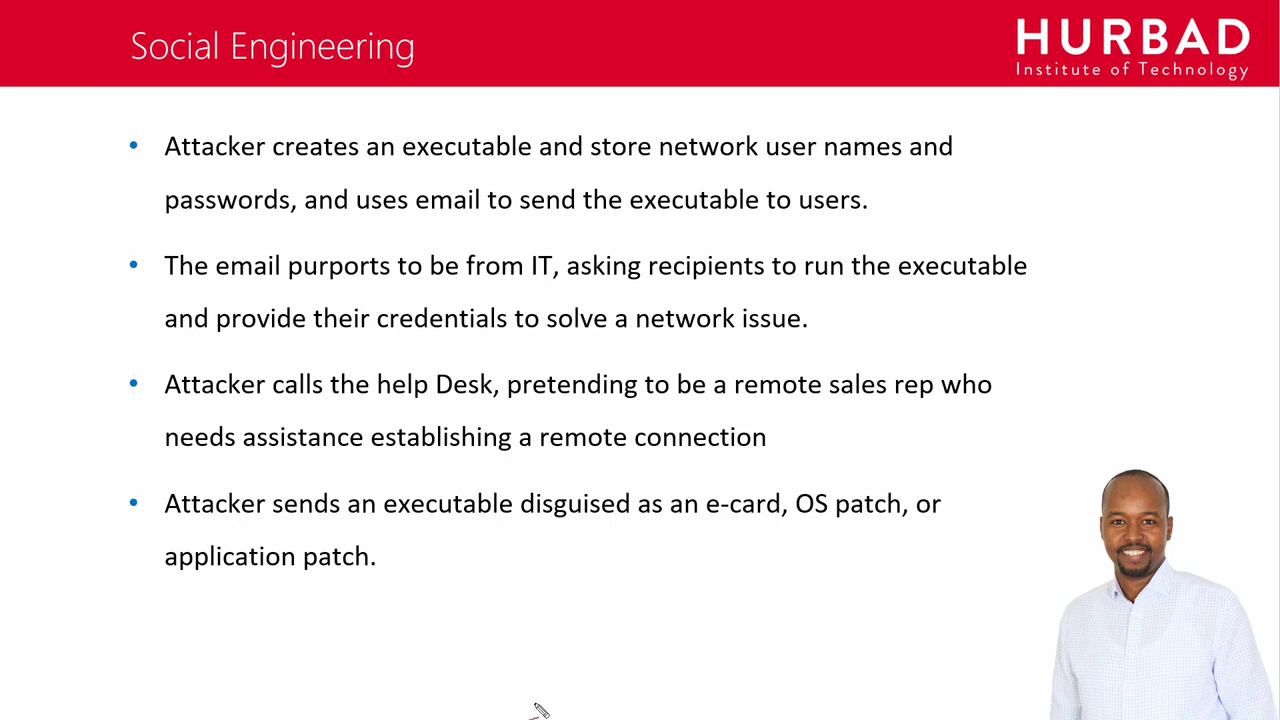 Social Engineering
HURBAD
Institute of Technology
• Attacker creates an executable and store network user names and
passwords, and uses email to send the executable to users.
• The email purports to be from IT, asking recipients to run the executable
and provide their credentials to solve a network issue.
• Attacker calls the help Desk, pretending to be a remote sales rep who
needs assistance establishing a remote connection
• Attacker sends an executable disguised as an e-card, OS patch, or
application patch.